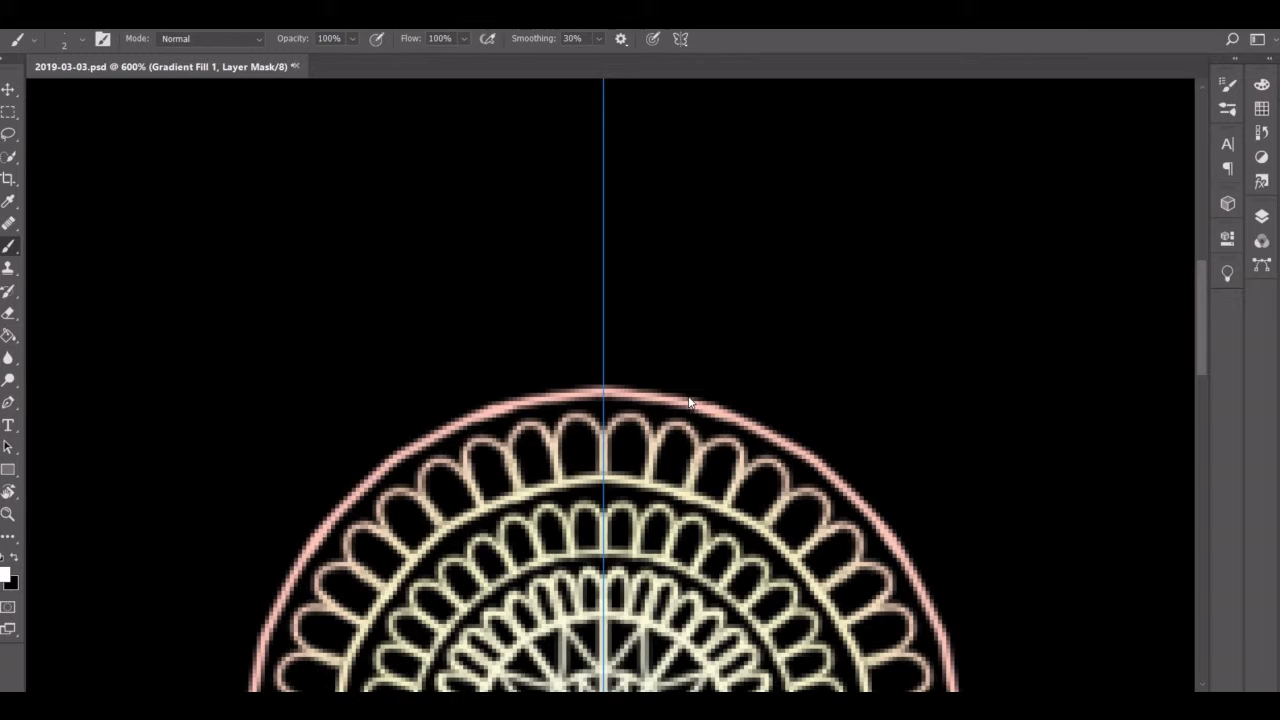 2 Mode: Normal Opacity: 100% Flow: 100% Smoothing: 30%
2019-03-03.psd @ 600% (Gradient Fill 1, Layer Mask/8) *